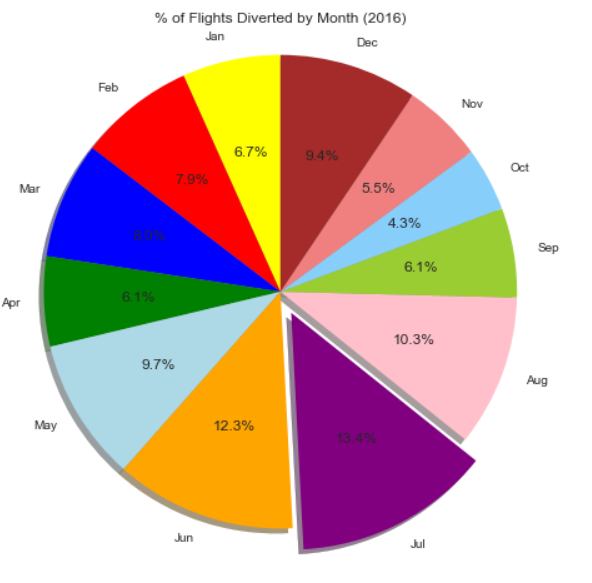 % of Flights Diverted by Month (2016)
Jan
Dec
Feb
Nov
6.7%
9.4%
Oct
7.9%
5.5%
Mar
4.3%
Sep
6.1%
Apr
6.1%
10.3%
9.7%
Aug
May
12.3%
13.4%
Jun
Jul